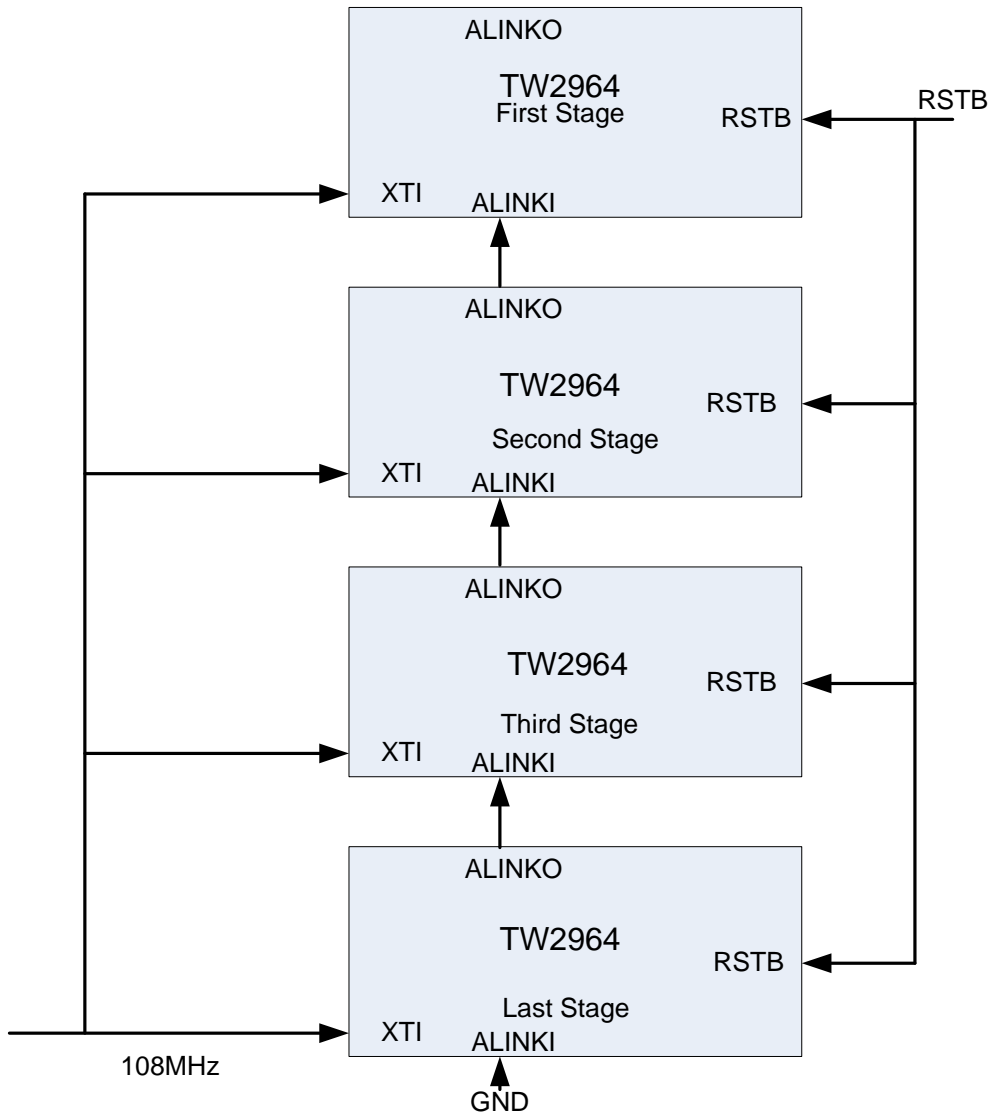 ALINKO
TW2964
First Stage
RSTB
RSTB
XTI
ALINKI
ALINKO
TW2964
RSTB
Second Stage
XTI
ALINKI
ALINKO
TW2964
RSTB
Third Stage
XTI
ALINKI
ALINKO
TW2964
RSTB
Last Stage
XTI
ALINKI
108MHz
GND